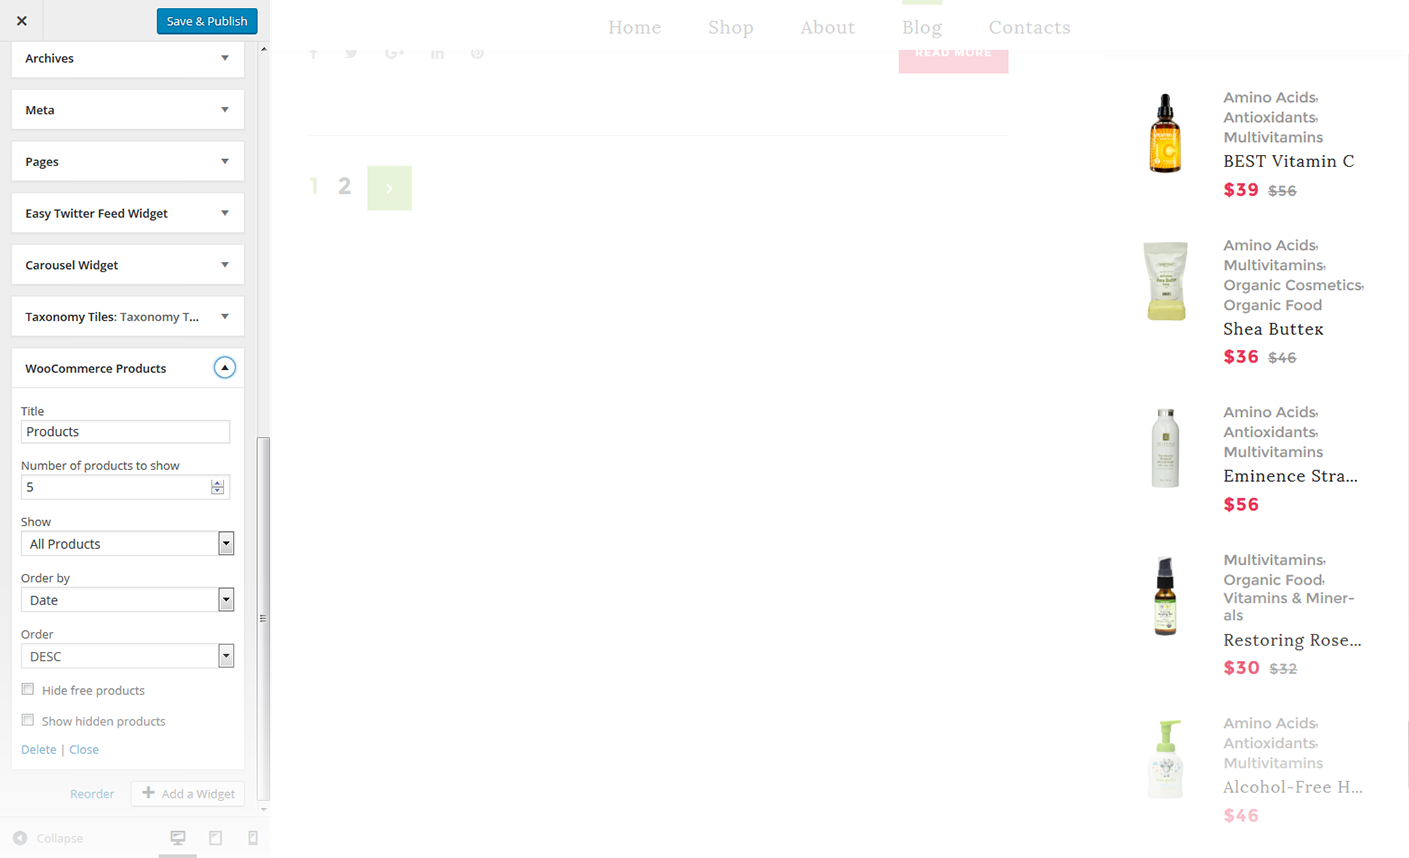 Save & Publish
Archives
Meta
Pages
Easy Twitter Feed Widget
Carousel Widget
Taxonomy Tiles: Taxonomy T...
WooCommerce Products
Title
Products
Number of products to show
5
Show
All Products
Order by
Date
Order
DESC
Hide free products
Show hidden products
Delete | Close
Reorder
Add a Widget
Collapse
Home Shop About Blog Contacts
READ MORE
1 2
Amino Acids,
Antioxidants,
Multivitamins
BEST Vitamin C
$39 $56
Amino Acids,
Multivitamins,
Organic Cosmetics,
Organic Food
Shea Butter
$36 $46
Amino Acids,
Antioxidants,
Multivitamins
Eminence Stra...
$56
Multivitamins,
Organic Food,
Vitamins & Miner-
als
Restoring Rose...
$30 $32
Amino Acids,
Antioxidants,
Multivitamins
Alcohol-Free H...
$46